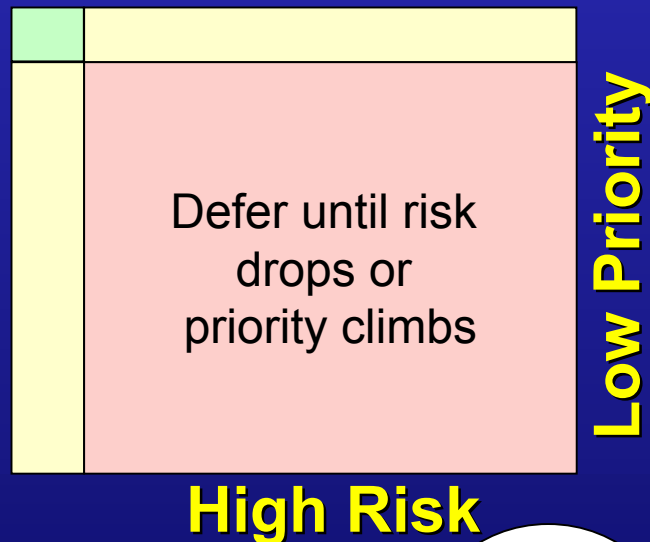 Defer until risk
drops or
priority climbs
Low Priority
High Risk